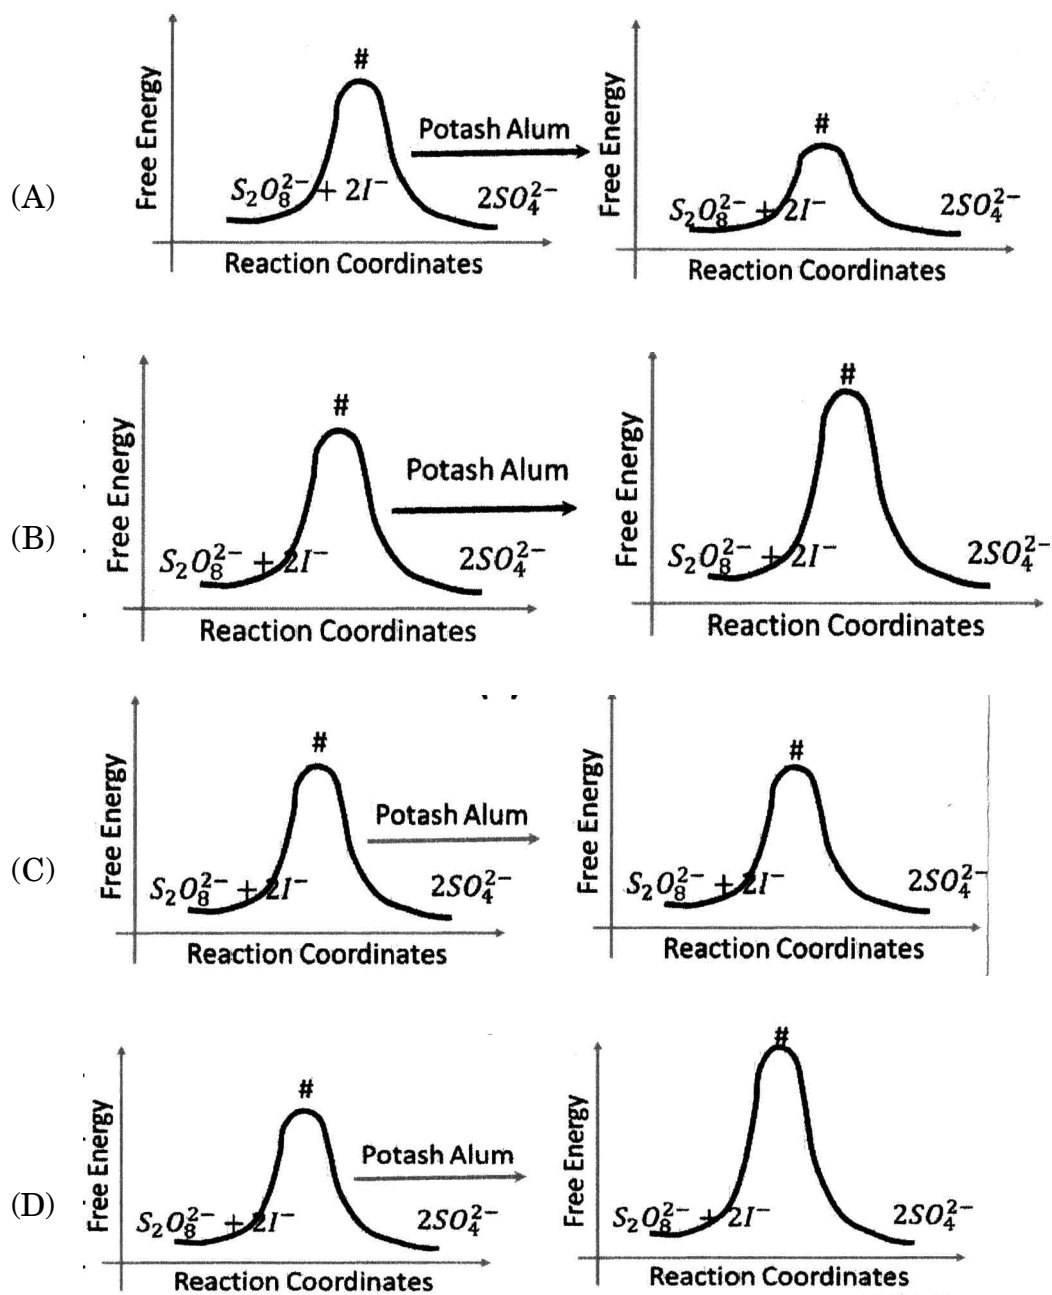 #
#
Free Energy
Potash Alum
Free Energy
(A)
S₂O₈²⁻ + 2I⁻
2SO₄²⁻
S₂O₈²⁻ + 2I⁻
2SO₄²⁻
Reaction Coordinates
Reaction Coordinates
#
#
Free Energy
Potash Alum
Free Energy
(B)
S₂O₈²⁻ + 2I⁻
2SO₄²⁻
S₂O₈²⁻ + 2I⁻
2SO₄²⁻
Reaction Coordinates
Reaction Coordinates
#
#
Free Energy
Potash Alum
Free Energy
(C)
S₂O₈²⁻ + 2I⁻
2SO₄²⁻
S₂O₈²⁻ + 2I⁻
2SO₄²⁻
Reaction Coordinates
Reaction Coordinates
#
#
Free Energy
Potash Alum
Free Energy
(D)
S₂O₈²⁻ + 2I⁻
2SO₄²⁻
S₂O₈²⁻ + 2I⁻
2SO₄²⁻
Reaction Coordinates
Reaction Coordinates